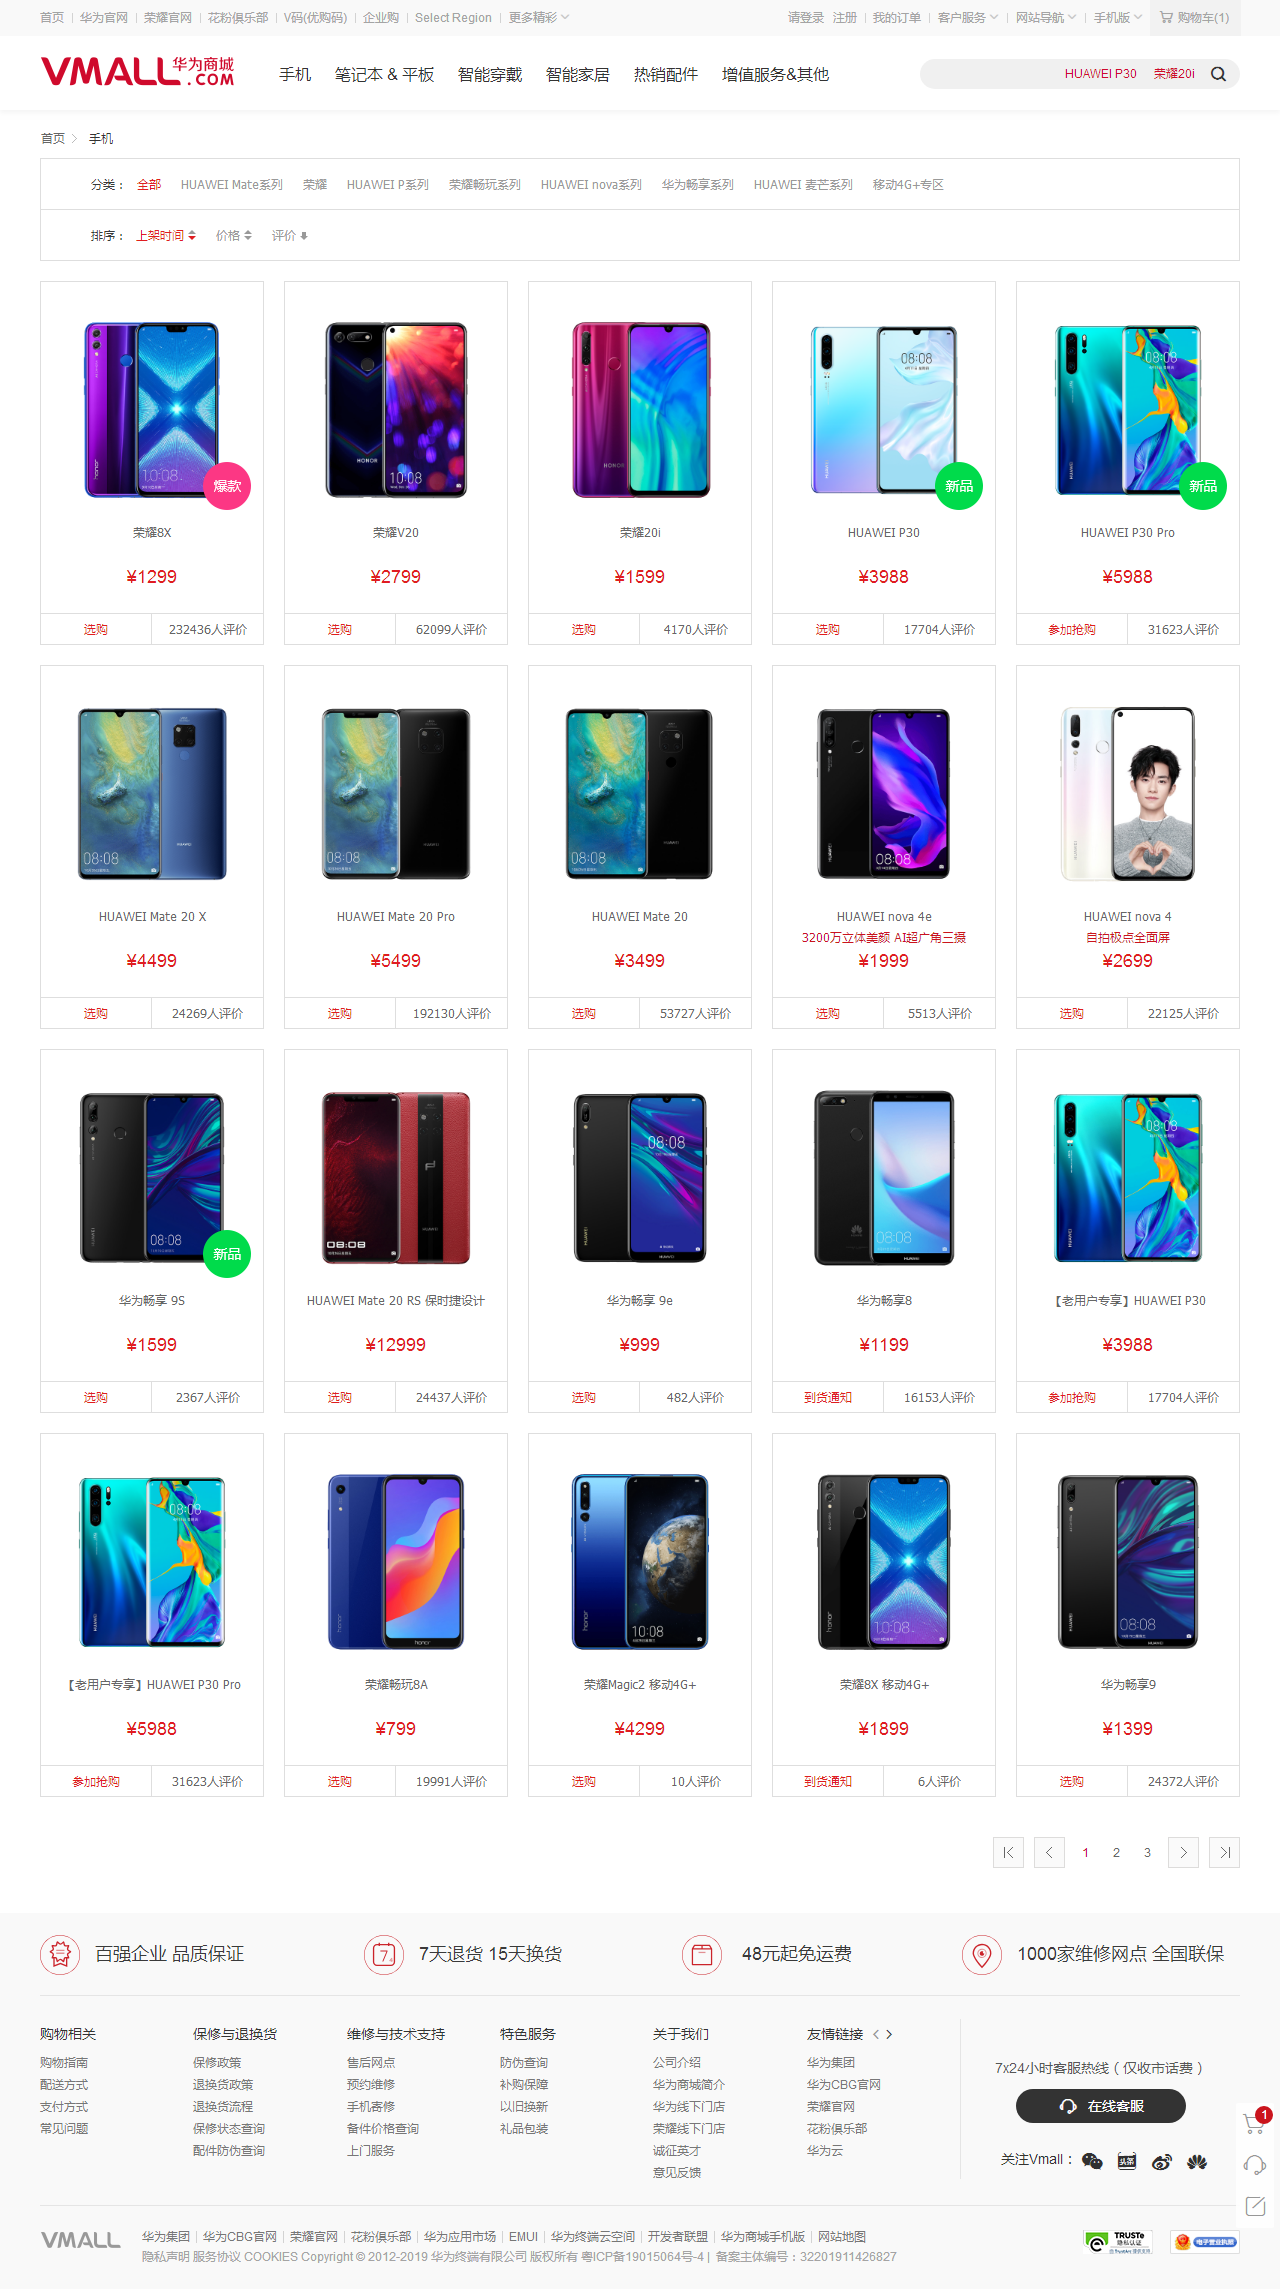 首页 华为官网 荣耀官网 花粉俱乐部 V码(优购码) 企业购 Select Region 更多精彩
请登录 注册 我的订单 客户服务 网站导航 手机版 购物车(1)
VMALL 华为商城 .COM
手机 笔记本 & 平板 智能穿戴 智能家居 热销配件 增值服务&其他
HUAWEI P30 荣耀20i
首页 > 手机
分类： 全部 HUAWEI Mate系列 荣耀 HUAWEI P系列 荣耀畅玩系列 HUAWEI nova系列 华为畅享系列 HUAWEI 麦芒系列 移动4G+专区
排序： 上架时间 价格 评价
爆款 新品 新品
荣耀8X 荣耀V20 荣耀20i HUAWEI P30 HUAWEI P30 Pro
¥1299 ¥2799 ¥1599 ¥3988 ¥5988
选购 232436人评价 选购 62099人评价 选购 4170人评价 选购 17704人评价 参加抢购 31623人评价
HUAWEI Mate 20 X HUAWEI Mate 20 Pro HUAWEI Mate 20 HUAWEI nova 4e HUAWEI nova 4
3200万立体美颜 AI超广角三摄 自拍极点全面屏
¥4499 ¥5499 ¥3499 ¥1999 ¥2699
选购 24269人评价 选购 192130人评价 选购 53727人评价 选购 5513人评价 选购 22125人评价
新品
华为畅享 9S HUAWEI Mate 20 RS 保时捷设计 华为畅享 9e 华为畅享8 【老用户专享】HUAWEI P30
¥1599 ¥12999 ¥999 ¥1199 ¥3988
选购 2367人评价 选购 24437人评价 选购 482人评价 到货通知 16153人评价 参加抢购 17704人评价
【老用户专享】HUAWEI P30 Pro 荣耀畅玩8A 荣耀Magic2 移动4G+ 荣耀8X 移动4G+ 华为畅享9
¥5988 ¥799 ¥4299 ¥1899 ¥1399
参加抢购 31623人评价 选购 19991人评价 选购 10人评价 到货通知 6人评价 选购 24372人评价
1 2 3
百强企业 品质保证 7天退货 15天换货 48元起免运费 1000家维修网点 全国联保
购物相关 保修与退换货 维修与技术支持 特色服务 关于我们 友情链接 < >
购物指南 保修政策 售后网点 防伪查询 公司介绍 华为集团
配送方式 退换货政策 预约维修 补购保障 华为商城简介 华为CBG官网
支付方式 退换货流程 手机寄修 以旧换新 华为线下门店 荣耀官网
常见问题 保修状态查询 备件价格查询 礼品包装 荣耀线下门店 花粉俱乐部
配件防伪查询 上门服务 诚征英才 华为云
意见反馈
7x24小时客服热线（仅收市话费）
在线客服
1
关注Vmall： 头条
VMALL
华为集团 华为CBG官网 荣耀官网 花粉俱乐部 华为应用市场 EMUI 华为终端云空间 开发者联盟 华为商城手机版 网站地图
隐私声明 服务协议 COOKIES Copyright © 2012-2019 华为终端有限公司 版权所有 粤ICP备19015064号-4 | 备案主体编号：32201911426827
TRUSTe 隐私认证 电子营业执照